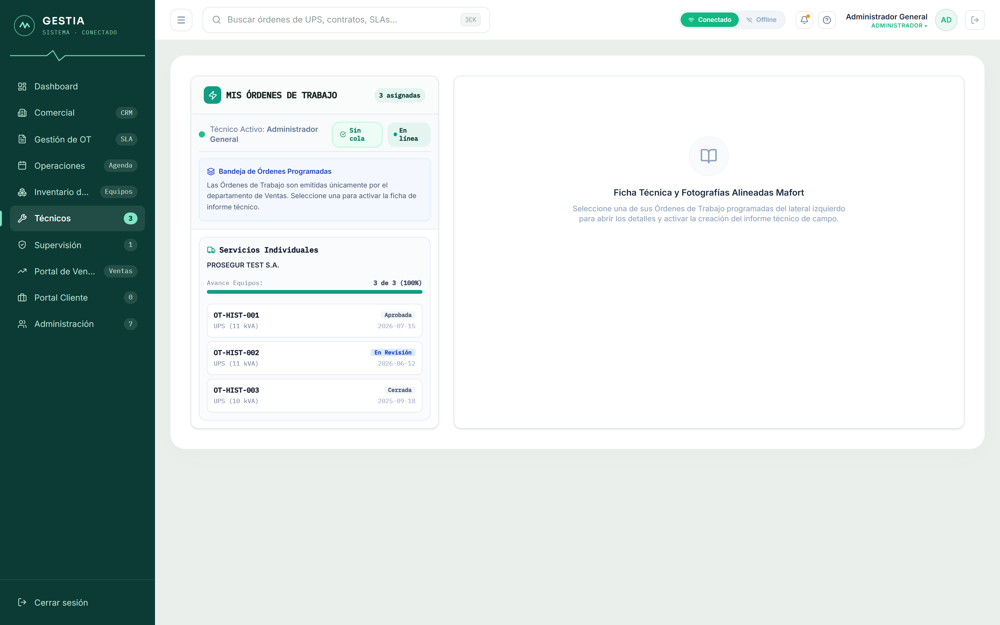 GESTIA
SISTEMA · CONECTADO
Dashboard
Comercial CRM
Gestión de OT SLA
Operaciones Agenda
Inventario d... Equipos
Técnicos 3
Supervisión 1
Portal de Ven... Ventas
Portal Cliente 0
Administración 7
Cerrar sesión
Buscar órdenes de UPS, contratos, SLAs... ⌘K
Conectado Offline
Administrador General
ADMINISTRADOR •
AD
MIS ÓRDENES DE TRABAJO 3 asignadas
Técnico Activo: Administrador
General
Sin
cola
En
línea
Bandeja de Órdenes Programadas
Las Órdenes de Trabajo son emitidas únicamente por el
departamento de Ventas. Seleccione una para activar la ficha de
informe técnico.
Servicios Individuales
PROSEGUR TEST S.A.
Avance Equipos: 3 de 3 (100%)
OT-HIST-001 Aprobada
UPS (11 kVA) 2026-07-15
OT-HIST-002 En Revisión
UPS (11 kVA) 2026-06-12
OT-HIST-003 Cerrada
UPS (10 kVA) 2025-09-18
Ficha Técnica y Fotografías Alineadas Mafort
Seleccione una de sus Órdenes de Trabajo programadas del lateral izquierdo
para abrir los detalles y activar la creación del informe técnico de campo.